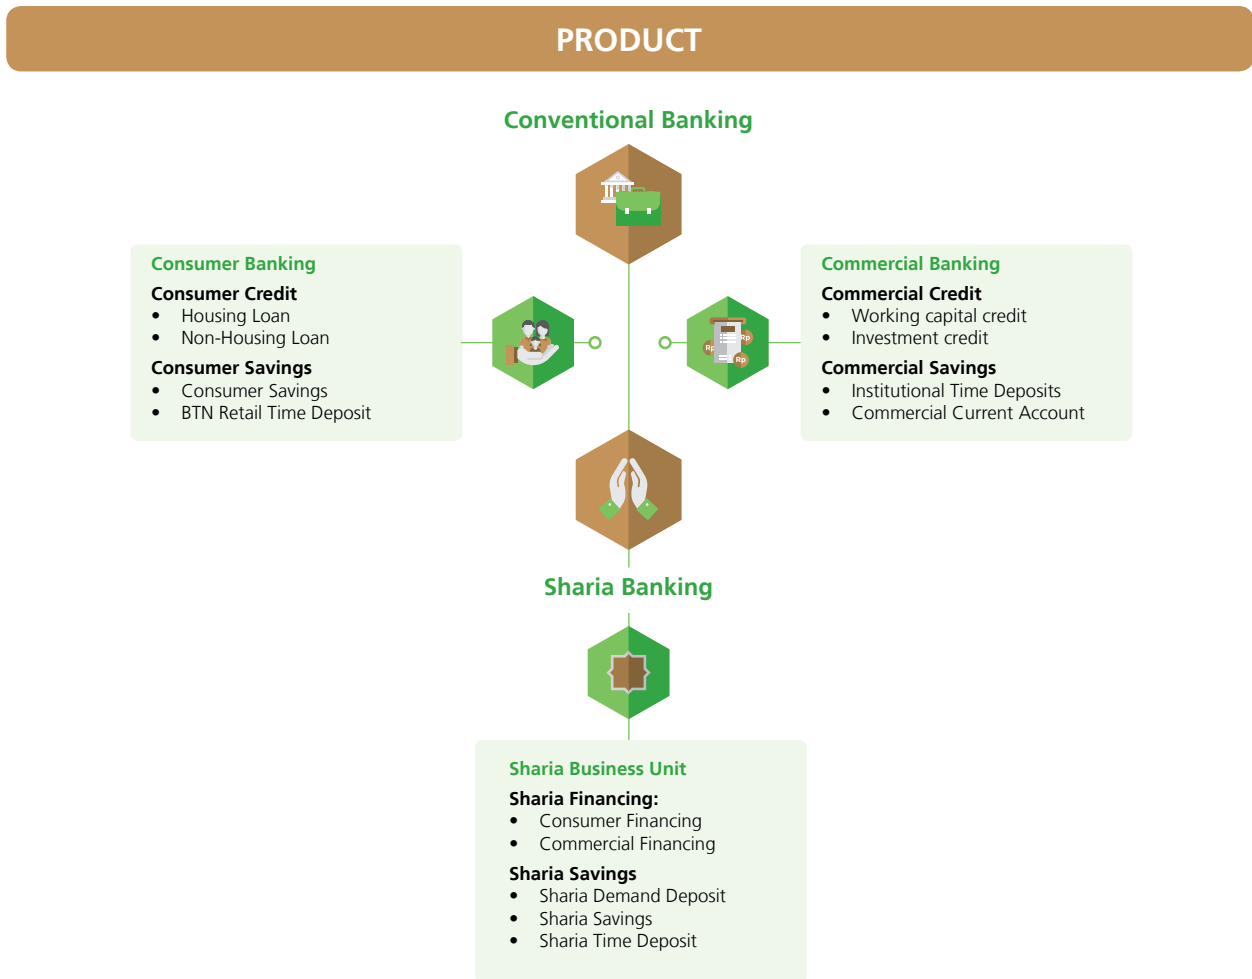 PRODUCT
Conventional Banking
Consumer Banking
Consumer Credit
• Housing Loan
• Non-Housing Loan
Consumer Savings
• Consumer Savings
• BTN Retail Time Deposit
Commercial Banking
Commercial Credit
• Working capital credit
• Investment credit
Commercial Savings
• Institutional Time Deposits
• Commercial Current Account
Rp
Rp
Rp
Sharia Banking
Sharia Business Unit
Sharia Financing:
• Consumer Financing
• Commercial Financing
Sharia Savings
• Sharia Demand Deposit
• Sharia Savings
• Sharia Time Deposit